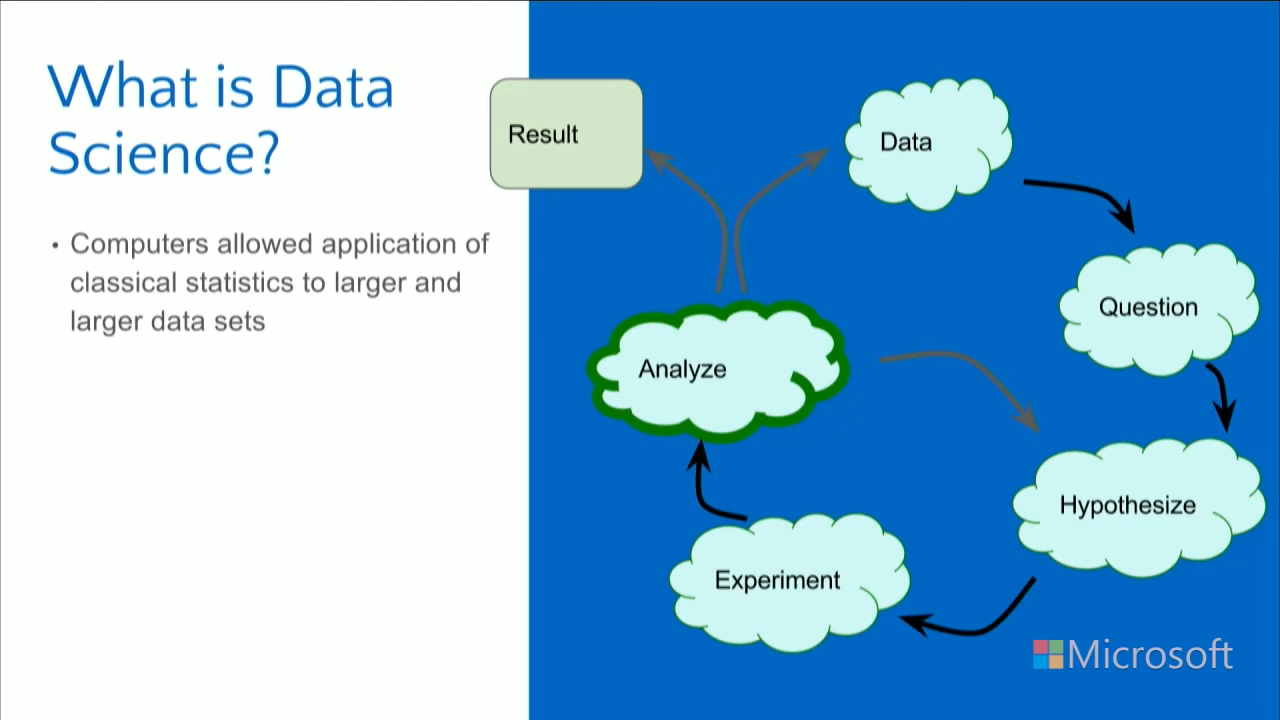 What is Data
Science?
• Computers allowed application of
classical statistics to larger and
larger data sets
Result
Data
Question
Analyze
Hypothesize
Experiment
Microsoft